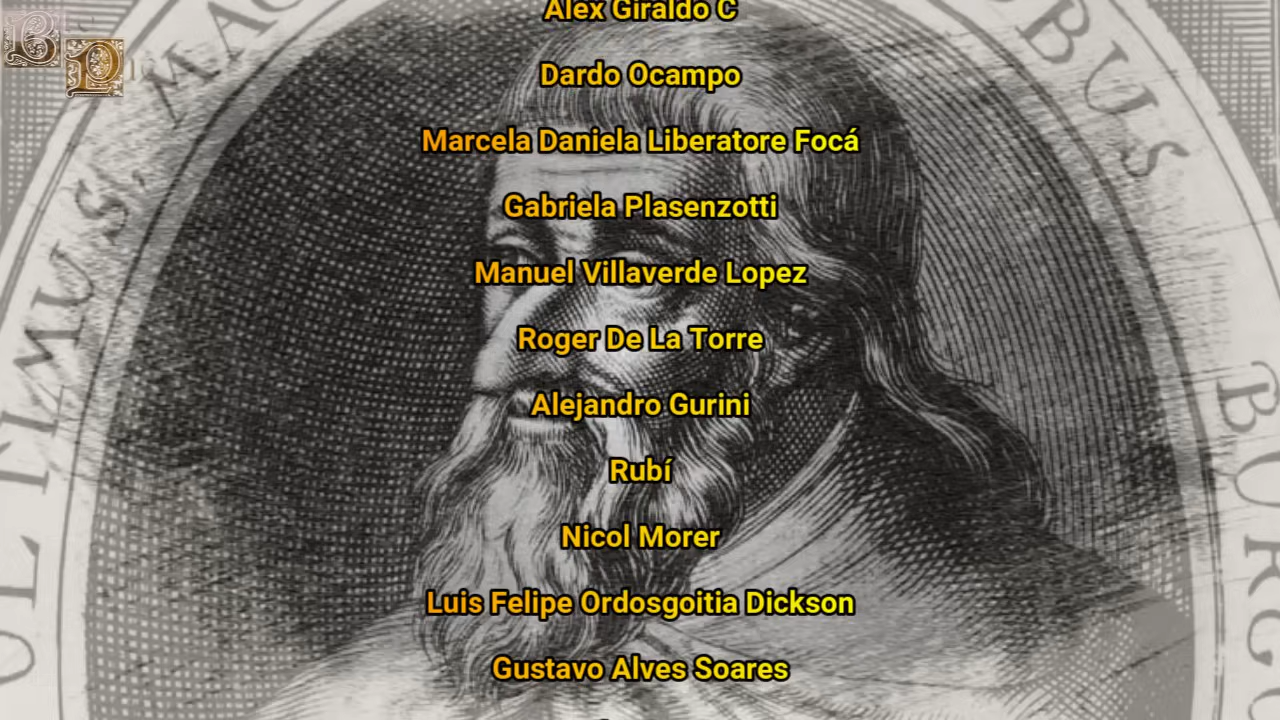 Alex Giraldo C
Dardo Ocampo
Marcela Daniela Liberatore Focá
Gabriela Plasenzotti
Manuel Villaverde Lopez
Roger De La Torre
Alejandro Gurini
Rubí
Nicol Morer
Luis Felipe Ordosgoitia Dickson
Gustavo Alves Soares